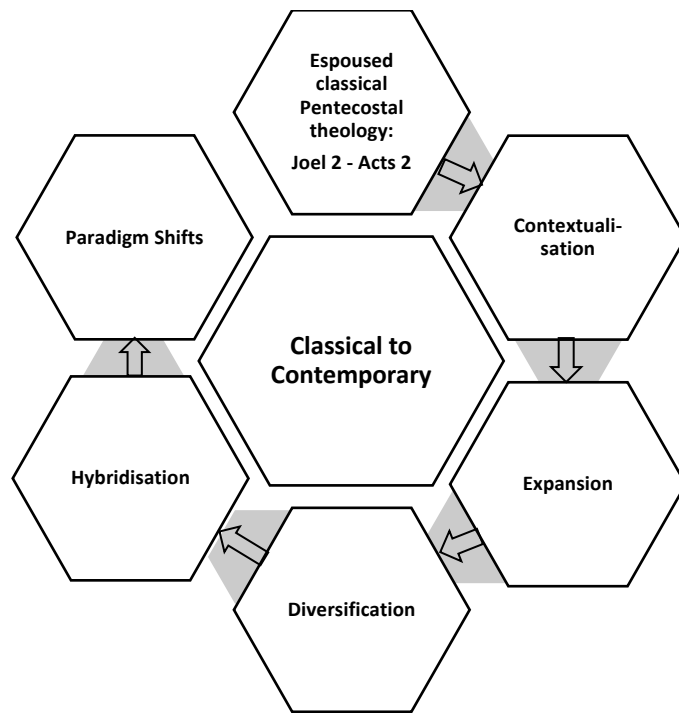 Espoused
classical
Pentecostal
theology:
Joel 2 - Acts 2
Contextuali-
sation
Expansion
Diversification
Hybridisation
Paradigm Shifts
Classical to
Contemporary